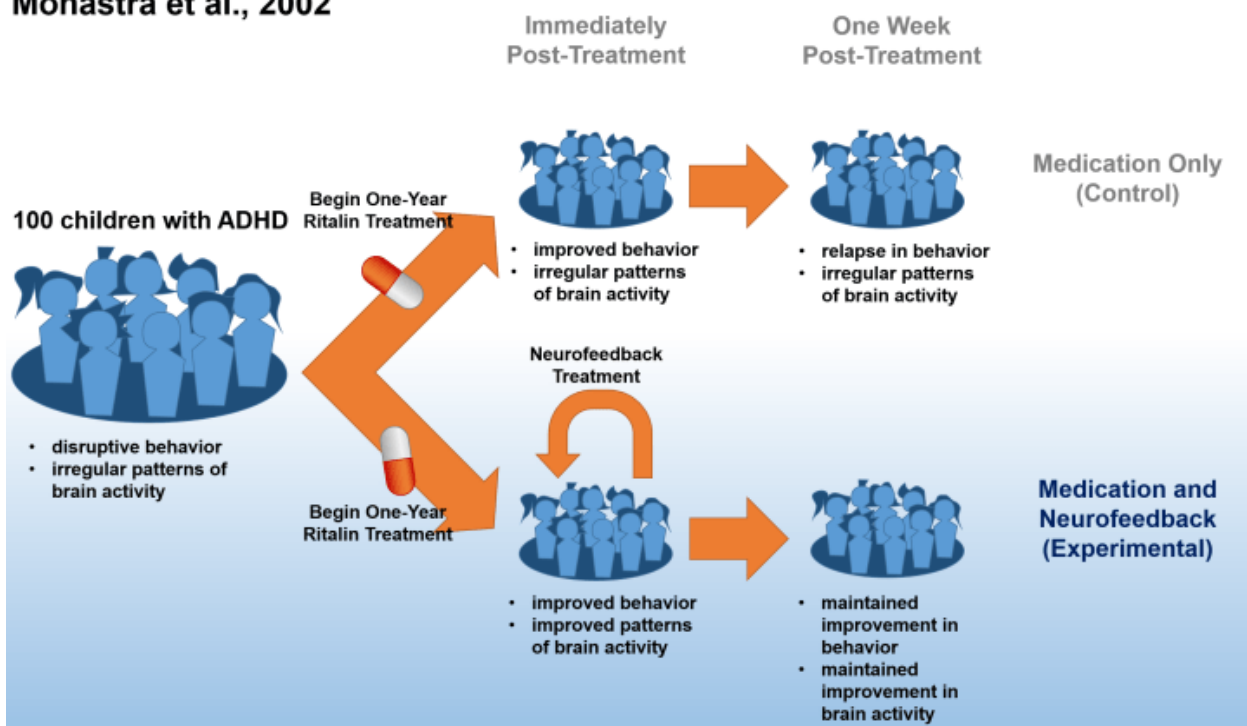 Monastra et al., 2002
Immediately
Post-Treatment
One Week
Post-Treatment
100 children with ADHD
• disruptive behavior
• irregular patterns of
brain activity
Begin One-Year
Ritalin Treatment
• improved behavior
• irregular patterns
of brain activity
• relapse in behavior
• irregular patterns
of brain activity
Medication Only
(Control)
Begin One-Year
Ritalin Treatment
Neurofeedback
Treatment
• improved behavior
• improved patterns
of brain activity
• maintained
improvement in
behavior
• maintained
improvement in
brain activity
Medication and
Neurofeedback
(Experimental)